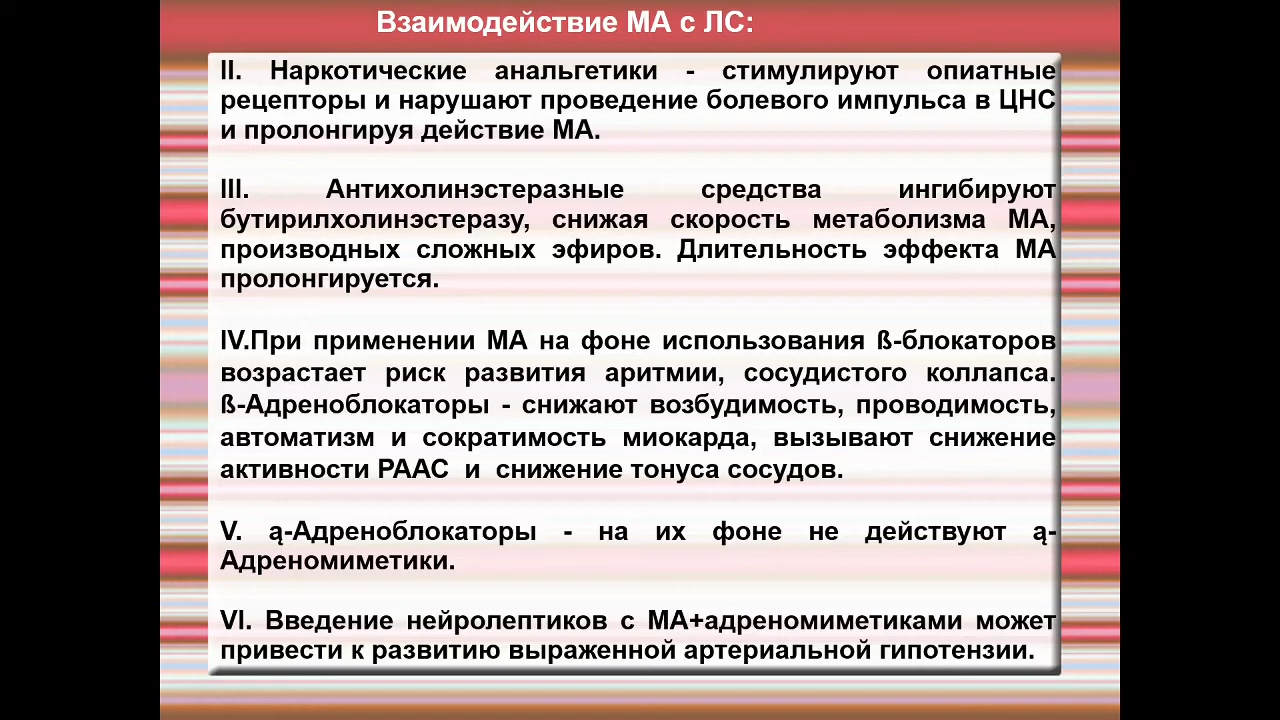 Взаимодействие МА с ЛС:
II. Наркотические анальгетики - стимулируют опиатные
рецепторы и нарушают проведение болевого импульса в ЦНС
и пролонгируя действие МА.
III. Антихолинэстеразные средства ингибируют
бутирилхолинэстеразу, снижая скорость метаболизма МА,
производных сложных эфиров. Длительность эффекта МА
пролонгируется.
IV.При применении МА на фоне использования ß-блокаторов
возрастает риск развития аритмии, сосудистого коллапса.
ß-Адреноблокаторы - снижают возбудимость, проводимость,
автоматизм и сократимость миокарда, вызывают снижение
активности РААС и снижение тонуса сосудов.
V. ą-Адреноблокаторы - на их фоне не действуют ą-
Адреномиметики.
VI. Введение нейролептиков с МА+адреномиметиками может
привести к развитию выраженной артериальной гипотензии.